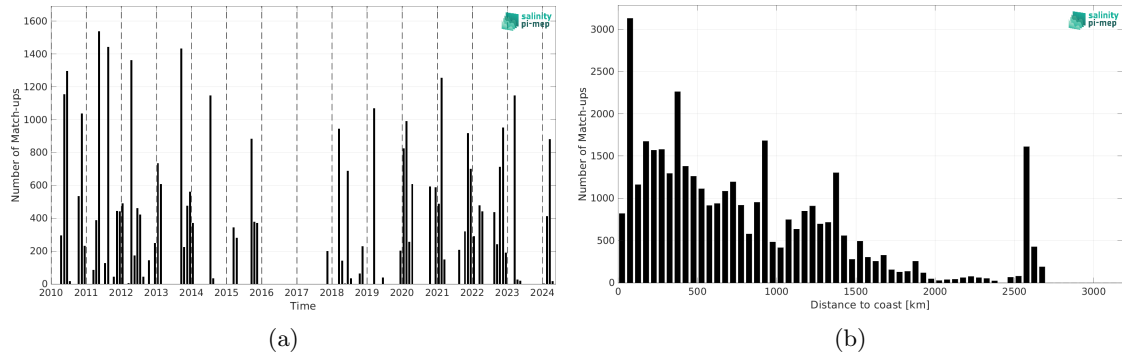 1600
1400
1200
1000
800
600
400
200
0
Number of Match-ups
2010 2011 2012 2013 2014 2015 2016 2017 2018 2019 2020 2021 2022 2023 2024
Time
salinity
pi-mep
(a)
3000
2500
2000
1500
1000
500
0
Number of Match-ups
0 500 1000 1500 2000 2500 3000
Distance to coast [km]
salinity
pi-mep
(b)